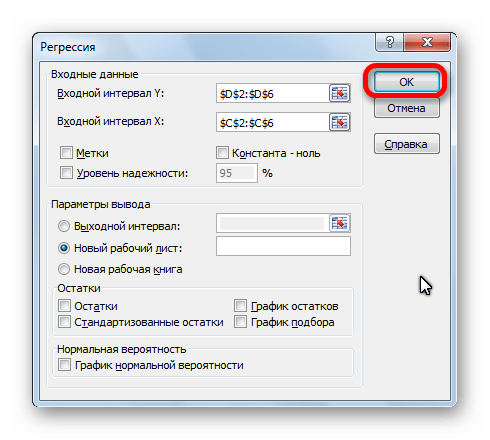 Регрессия
?
Входные данные
Входной интервал Y:
$D$2:$D$6
Входной интервал X:
$C$2:$C$6
Метки
Константа - ноль
Уровень надежности:
95
%
ОК
Отмена
Справка
Параметры вывода
Выходной интервал:
Новый рабочий лист:
Новая рабочая книга
Остатки
Остатки
График остатков
Стандартизованные остатки
График подбора
Нормальная вероятность
График нормальной вероятности